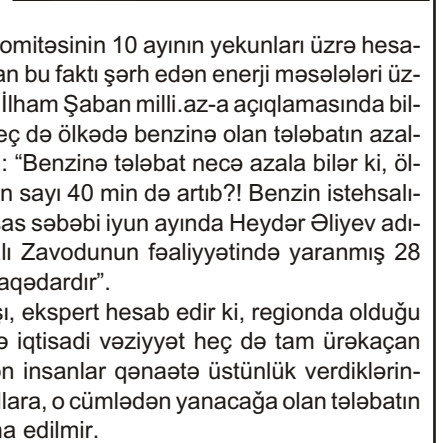 omitəsinin 10 ayının yekunları üzrə hesa-
an bu faktı şərh edən enerji məsələləri üz-
İlham Şaban milli.az-a açıqlamasında bil-
eç də ölkədə benzinə olan tələbatın azal-
: “Benzinə tələbat necə azala bilər ki, öl-
n sayı 40 min də artıb?! Benzin istehsalı-
sas səbəbi iyun ayında Heydər Əliyev adı-
lı Zavodunun fəaliyyətində yaranmış 28
aqədardır”.
şı, ekspert hesab edir ki, regionda olduğu
ə iqtisadi vəziyyət heç də tam ürəkaçan
n insanlar qənaətə üstünlük verdiklərin-
llara, o cümlədən yanacağa olan tələbatın
na edilmir.